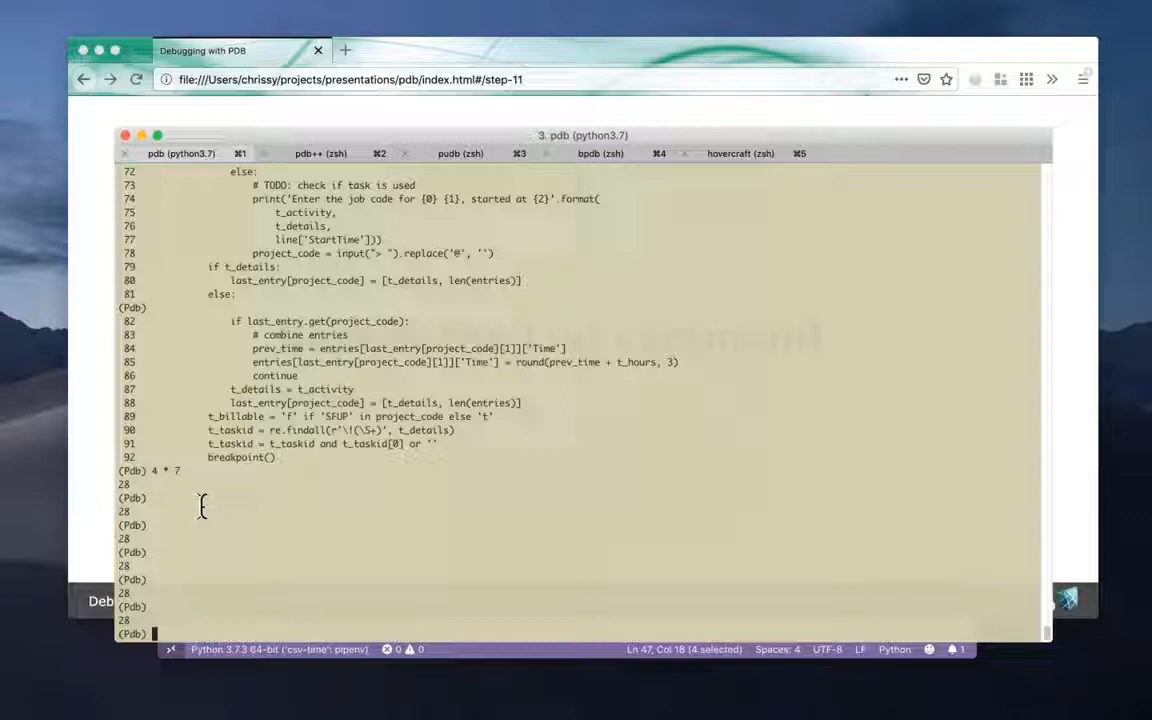 Debugging with PDB
file:///Users/chrissy/projects/presentations/pdb/index.html#/step-11
3. pdb (python3.7)
pdb (python3.7) ⌘1 pdb++ (zsh) ⌘2 pudb (zsh) ⌘3 bpdb (zsh) ⌘4 hovercraft (zsh) ⌘5
72 else:
73 # TODO: check if task is used
74 print('Enter the job code for {0} {1}, started at {2}'.format(
75 t_activity,
76 t_details,
77 line['StartTime']))
78 project_code = input("> ").replace('@', '')
79 if t_details:
80 last_entry[project_code] = [t_details, len(entries)]
81 else:
(Pdb)
82 if last_entry.get(project_code):
83 # combine entries
84 prev_time = entries[last_entry[project_code][1]]['Time']
85 entries[last_entry[project_code][1]]['Time'] = round(prev_time + t_hours, 3)
86 continue
87 t_details = t_activity
88 last_entry[project_code] = [t_details, len(entries)]
89 t_billable = 'f' if 'SFUP' in project_code else 't'
90 t_taskid = re.findall(r'\!(\S+)', t_details)
91 t_taskid = t_taskid and t_taskid[0] or ''
92 breakpoint()
(Pdb) 4 * 7
28
(Pdb)
28
(Pdb)
28
(Pdb)
28
(Pdb)
28
(Pdb)
28
(Pdb)
Deb
Python 3.7.3 64-bit ('csv-time': pipenv) 0 0 Ln 47, Col 18 (4 selected) Spaces: 4 UTF-8 LF Python 1